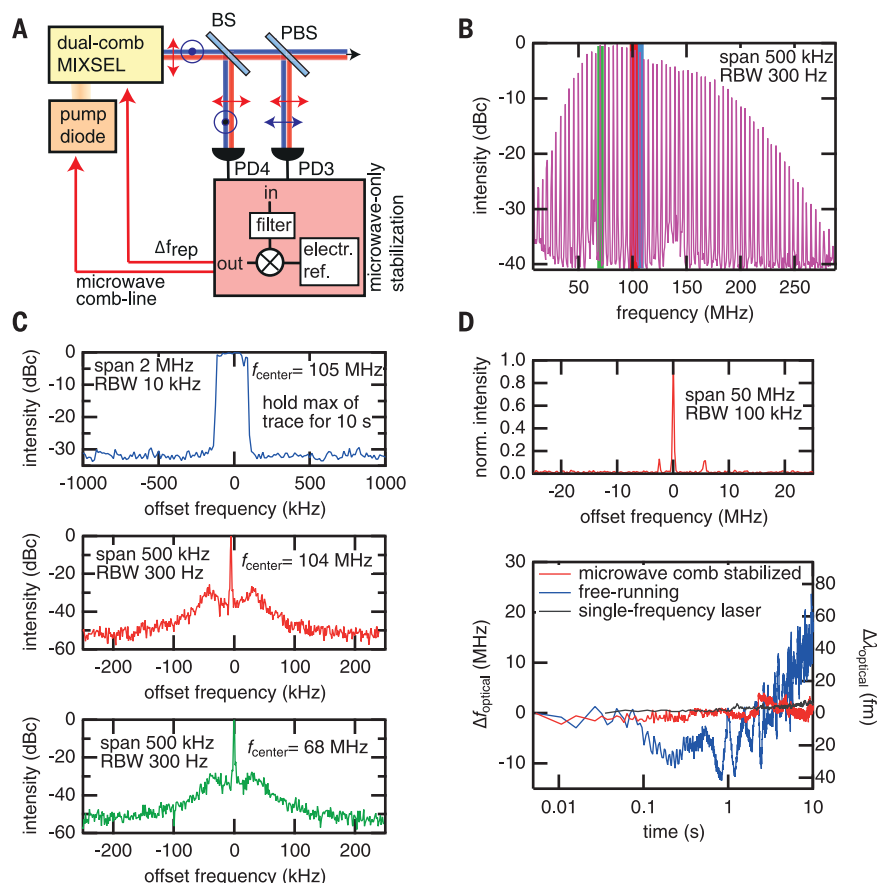 A
dual-comb
MIXSEL
pump
diode
BS
PBS
PD4
PD3
in
filter
out
electr.
ref.
microwave-only
stabilization
Δfrep
microwave
comb-line
B
span 500 kHz
RBW 300 Hz
intensity (dBc)
0
-10
-20
-30
-40
50
100
150
200
250
frequency (MHz)
C
span 2 MHz
RBW 10 kHz
fcenter= 105 MHz
hold max of
trace for 10 s
intensity (dBc)
0
-10
-20
-30
-1000
-500
0
500
1000
offset frequency (kHz)
span 500 kHz
RBW 300 Hz
fcenter= 104 MHz
intensity (dBc)
0
-20
-40
-60
-200
-100
0
100
200
offset frequency (kHz)
span 500 kHz
RBW 300 Hz
fcenter= 68 MHz
intensity (dBc)
0
-20
-40
-60
-200
-100
0
100
200
offset frequency (kHz)
D
span 50 MHz
RBW 100 kHz
norm. intensity
1.0
0.8
0.6
0.4
0.2
0.0
-20
-10
0
10
20
offset frequency (MHz)
microwave comb stabilized
free-running
single-frequency laser
Δfoptical (MHz)
30
20
10
0
-10
80
60
40
20
0
20
40
Δλoptical
(fm)
0.01
0.1
1
10
time (s)